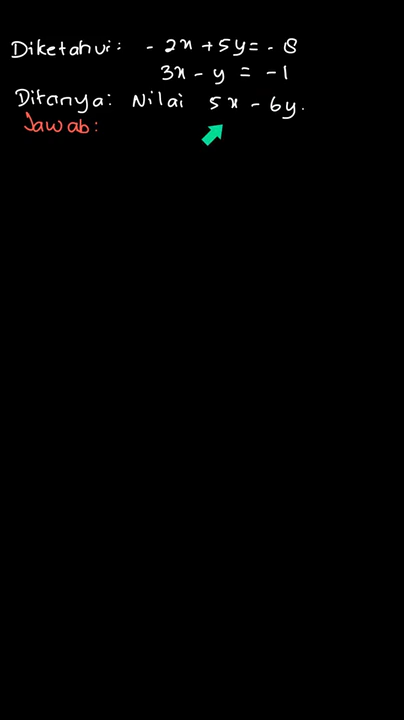 Diketahui: - 2x + 5y = - 8
3x - y = -1
Ditanya: Nilai 5x - 6y.
Jawab: